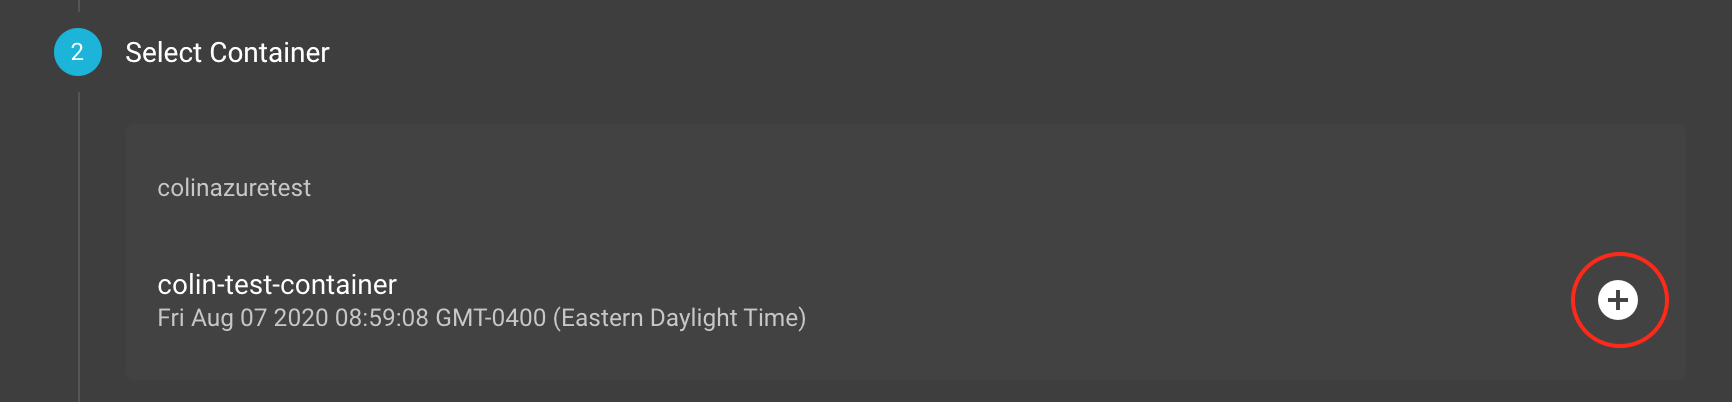 2 Select Container
colinazuretest
colin-test-container
Fri Aug 07 2020 08:59:08 GMT-0400 (Eastern Daylight Time)